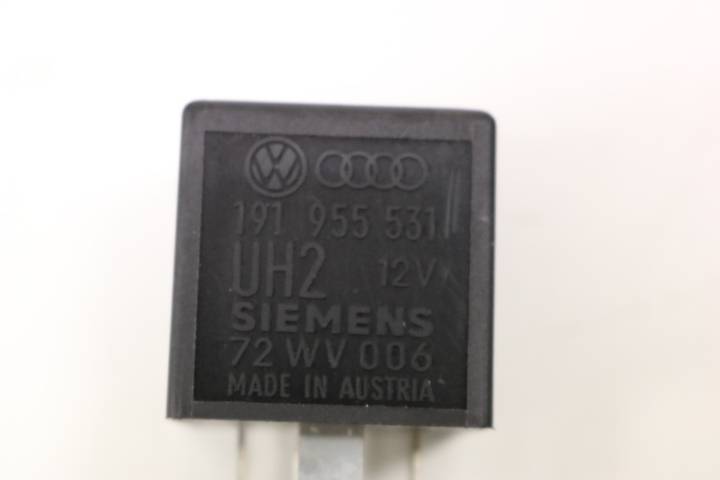 191 955 531
UH2 12V
SIEMENS
72 WV 006
MADE IN AUSTRIA